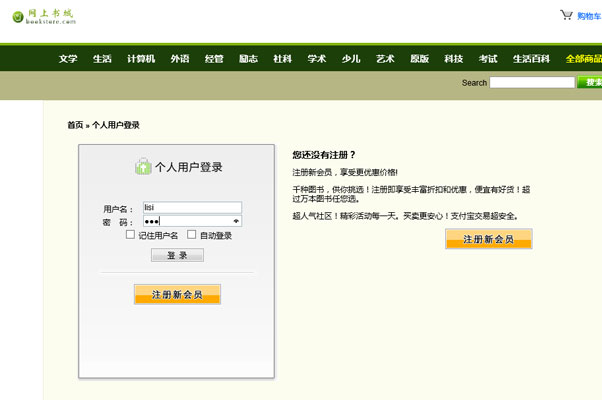 网上书城
bookstore.com
购物车
文学 生活 计算机 外语 经管 励志 社科 学术 少儿 艺术 原版 科技 考试 生活百科 全部商品
Search 搜索
首页 » 个人用户登录
个人用户登录
用户名： lisi
密 码： ●●●
记住用户名 自动登录
登 录
注册新会员
您还没有注册？
注册新会员，享受更优惠价格!
千种图书，供你挑选！注册即享受丰富折扣和优惠，便宜有好货！超
过万本图书任您选。
超人气社区！精彩活动每一天。买卖更安心！支付宝交易超安全。
注册新会员